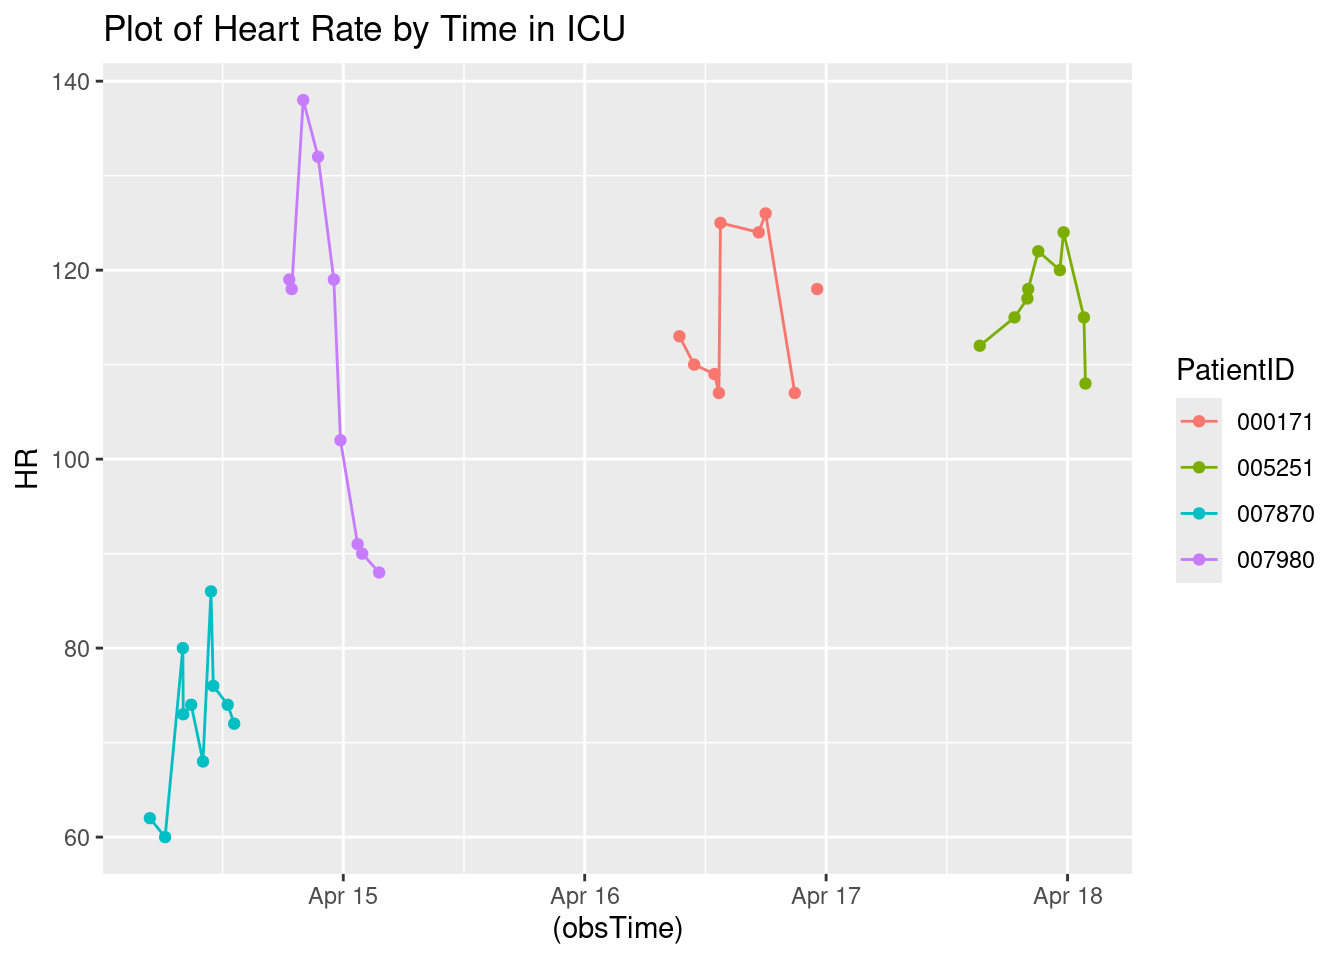 Plot of Heart Rate by Time in ICU
140
120
100
80
60
HR
Apr 15
Apr 16
Apr 17
Apr 18
(obsTime)
PatientID
000171
005251
007870
007980